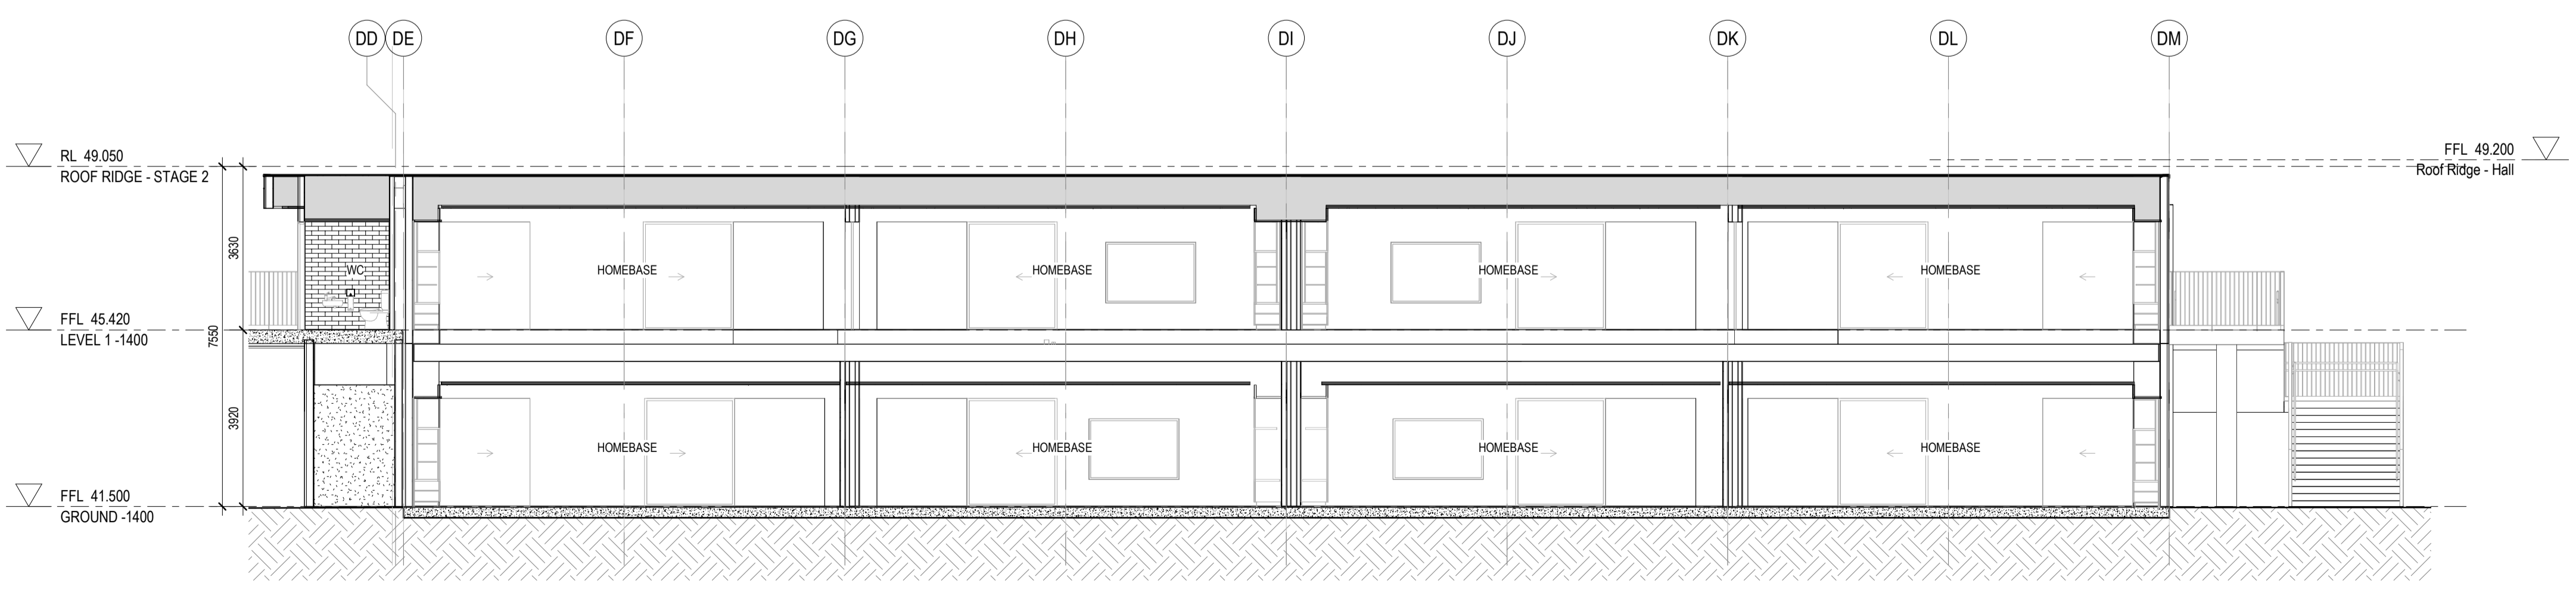 DD DE DF DG DH DI DJ DK DL DM
RL 49.050
ROOF RIDGE - STAGE 2
FFL 49.200
Roof Ridge - Hall
3630
WC
HOMEBASE HOMEBASE HOMEBASE HOMEBASE
FFL 45.420
LEVEL 1 -1400
7550
3920
HOMEBASE HOMEBASE HOMEBASE HOMEBASE
FFL 41.500
GROUND -1400